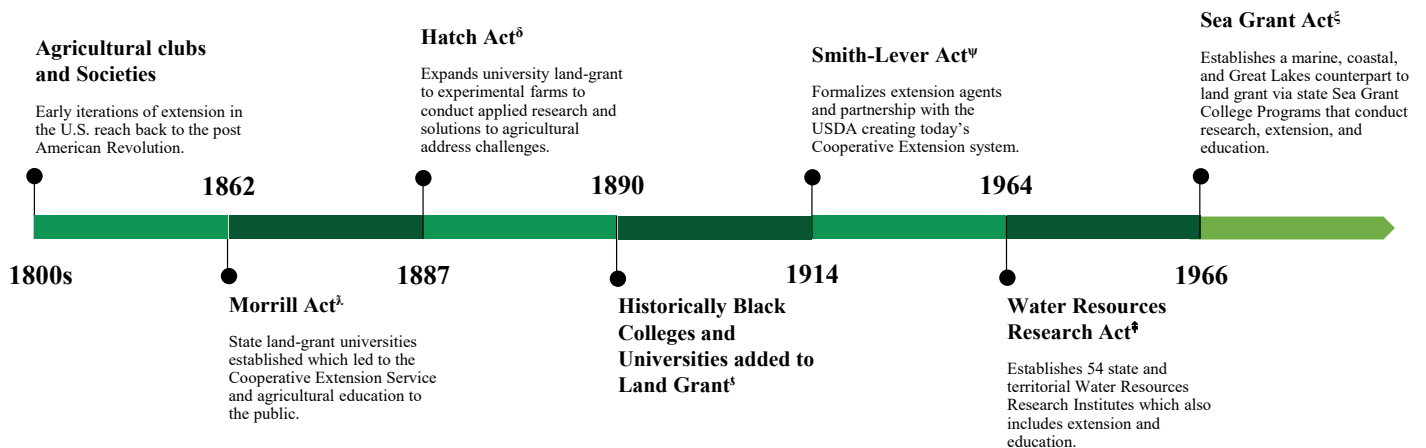 Agricultural clubs
and Societies
Early iterations of extension in
the U.S. reach back to the post
American Revolution.
1800s
1862
Morrill Actᵡ
State land-grant universities
established which led to the
Cooperative Extension Service
and agricultural education to
the public.
Hatch Actᵟ
Expands university land-grant
to experimental farms to
conduct applied research and
solutions to agricultural
address challenges.
1887
1890
Historically Black
Colleges and
Universities added to
Land Grantˢ
Smith-Lever Actᴪ
Formalizes extension agents
and partnership with the
USDA creating today’s
Cooperative Extension system.
1914
1964
Water Resources
Research Act
Establishes 54 state and
territorial Water Resources
Research Institutes which also
includes extension and
education.
Sea Grant Actξ
Establishes a marine, coastal,
and Great Lakes counterpart to
land grant via state Sea Grant
College Programs that conduct
research, extension, and
education.
1966